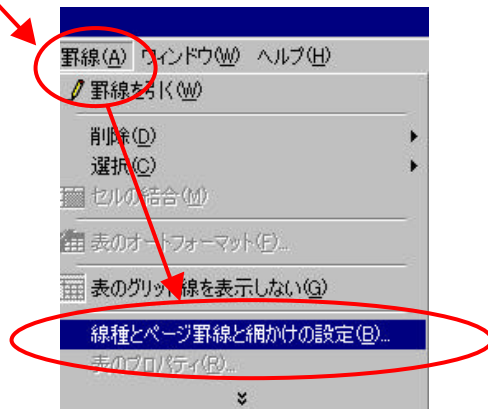 罫線(A) ウィンドウ(W) ヘルプ(H)
罫線を引く(W)
削除(D)
選択(C)
セルの結合(M)
表のオートフォーマット(F)...
表のグリッド線を表示しない(G)
線種とページ罫線と網かけの設定(B)...
表のプロパティ(R)...